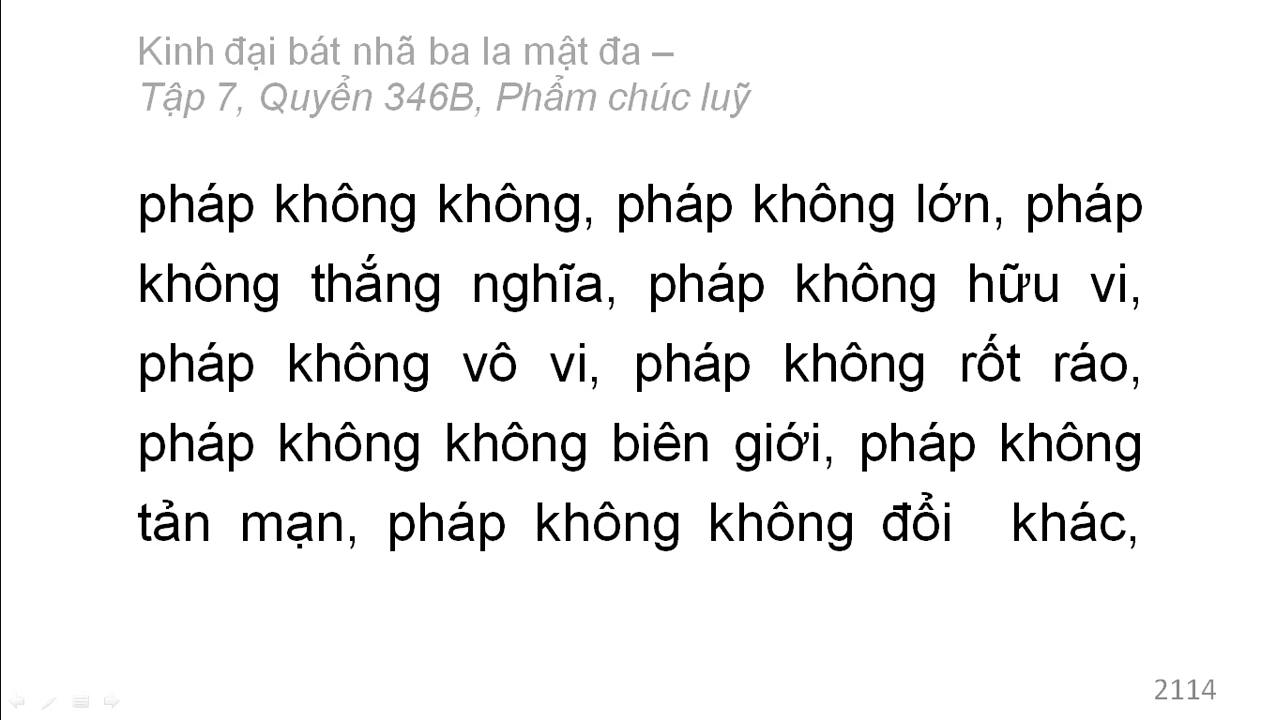 Kinh đại bát nhã ba la mật đa –
Tập 7, Quyển 346B, Phẩm chúc luỹ
pháp không không, pháp không lớn, pháp
không thắng nghĩa, pháp không hữu vi,
pháp không vô vi, pháp không rốt ráo,
pháp không không biên giới, pháp không
tản mạn, pháp không không đổi khác,
2114